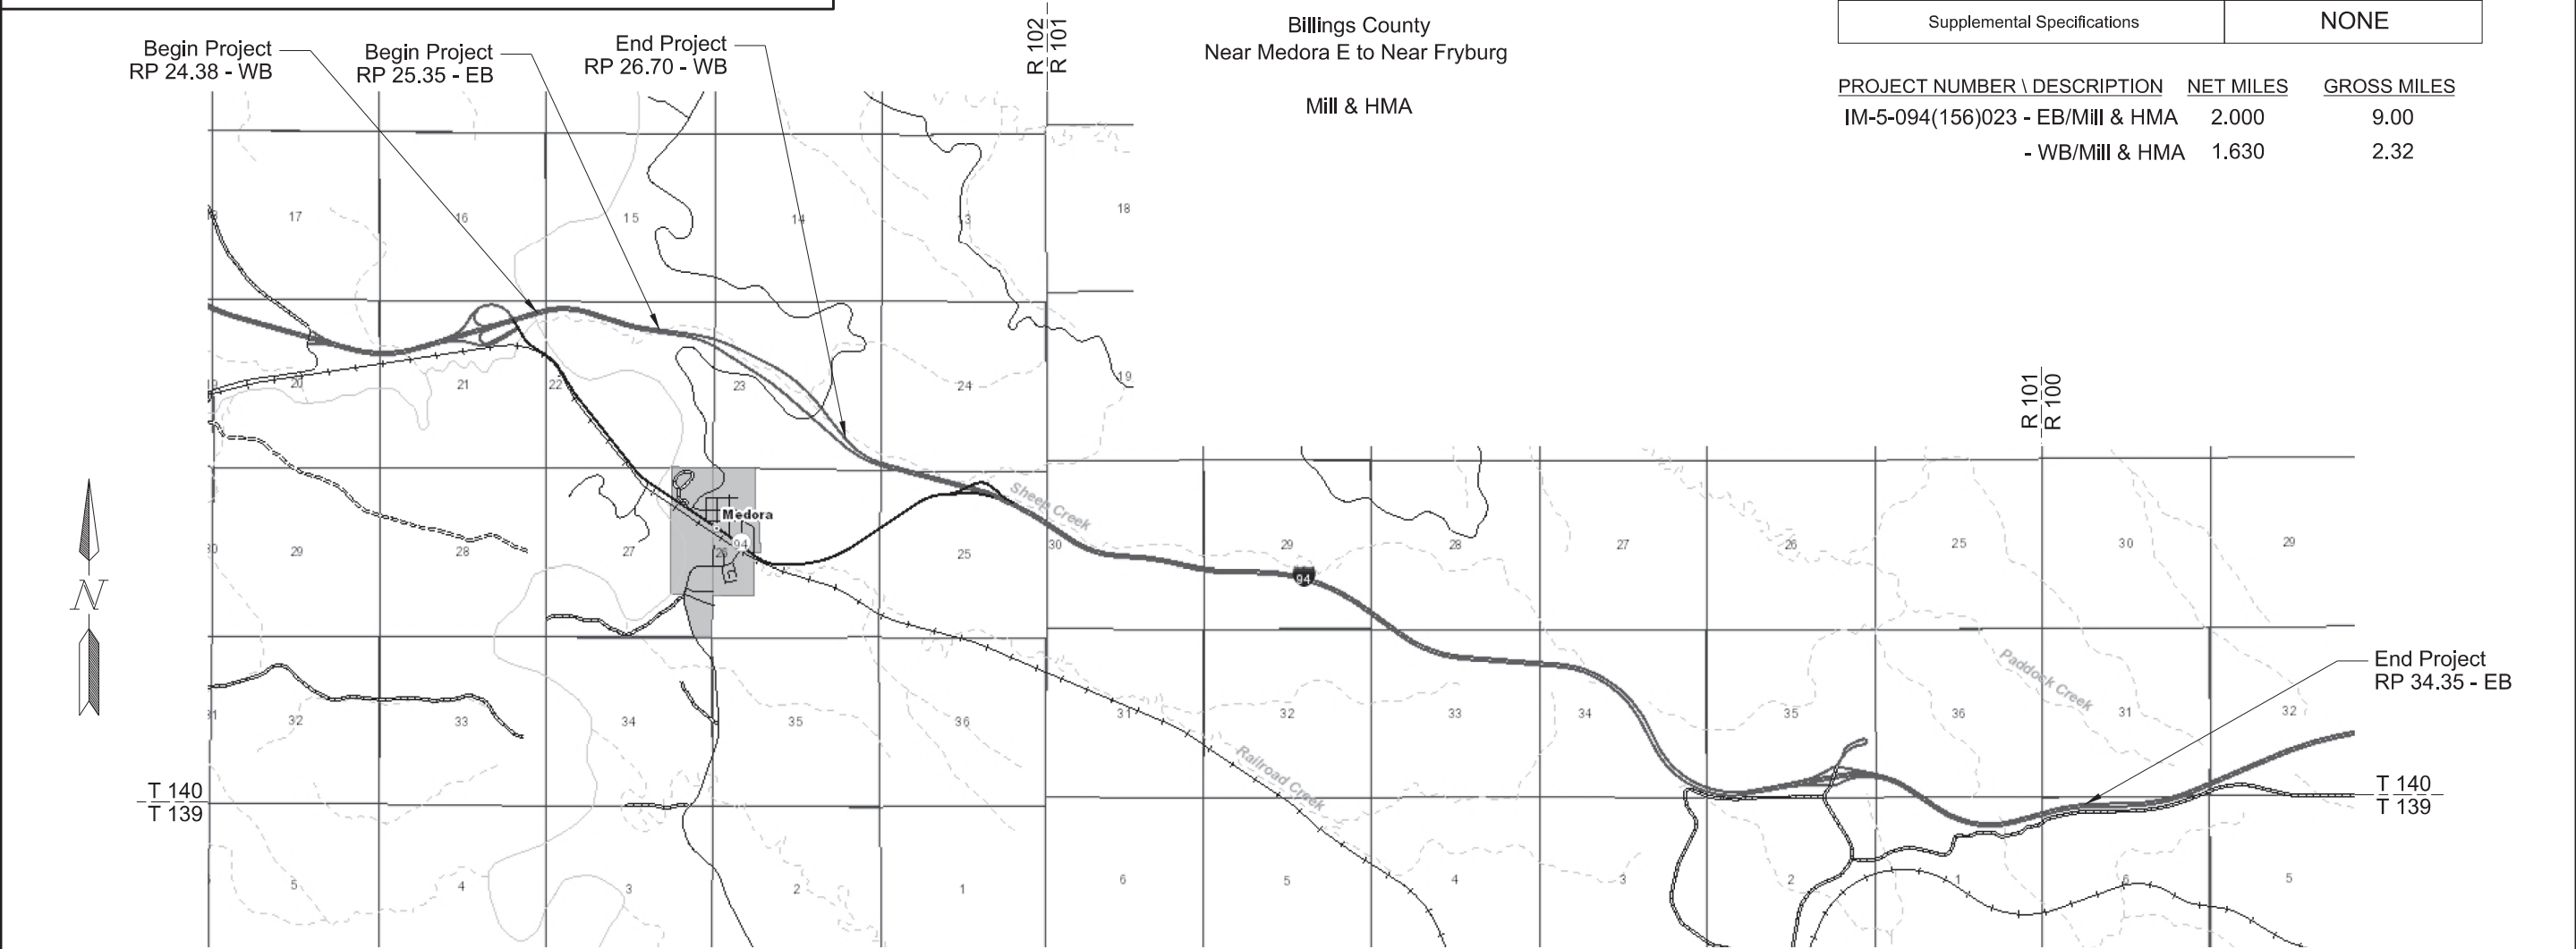 Billings County
Near Medora E to Near Fryburg
Mill & HMA
Supplemental Specifications NONE
PROJECT NUMBER \ DESCRIPTION NET MILES GROSS MILES
IM-5-094(156)023 - EB/Mill & HMA 2.000 9.00
- WB/Mill & HMA 1.630 2.32
Begin Project
RP 24.38 - WB
Begin Project
RP 25.35 - EB
End Project
RP 26.70 - WB
R 102
R 101
17 16 15 14 13 18
19 20 21 22 23 24 19
R 101
R 100
Medora
94
Sheep Creek
30 29 28 27 26 25 30 29 28 27 26 25 30 29
94
N
End Project
RP 34.35 - EB
Paddock Creek
Railroad Creek
31 32 33 34 35 36 31 32 33 34 35 36 31 32
T 140
T 139
T 140
T 139
5 4 3 2 1 6 5 4 3 2 1 6 5